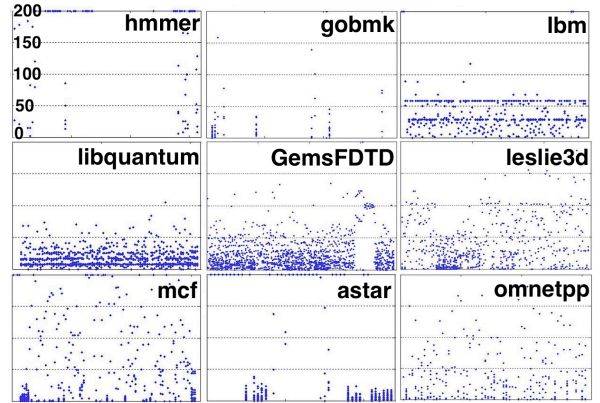 hmmer
gobmk
lbm
200
150
100
50
0
libquantum
GemsFDTD
leslie3d
mcf
astar
omnetpp